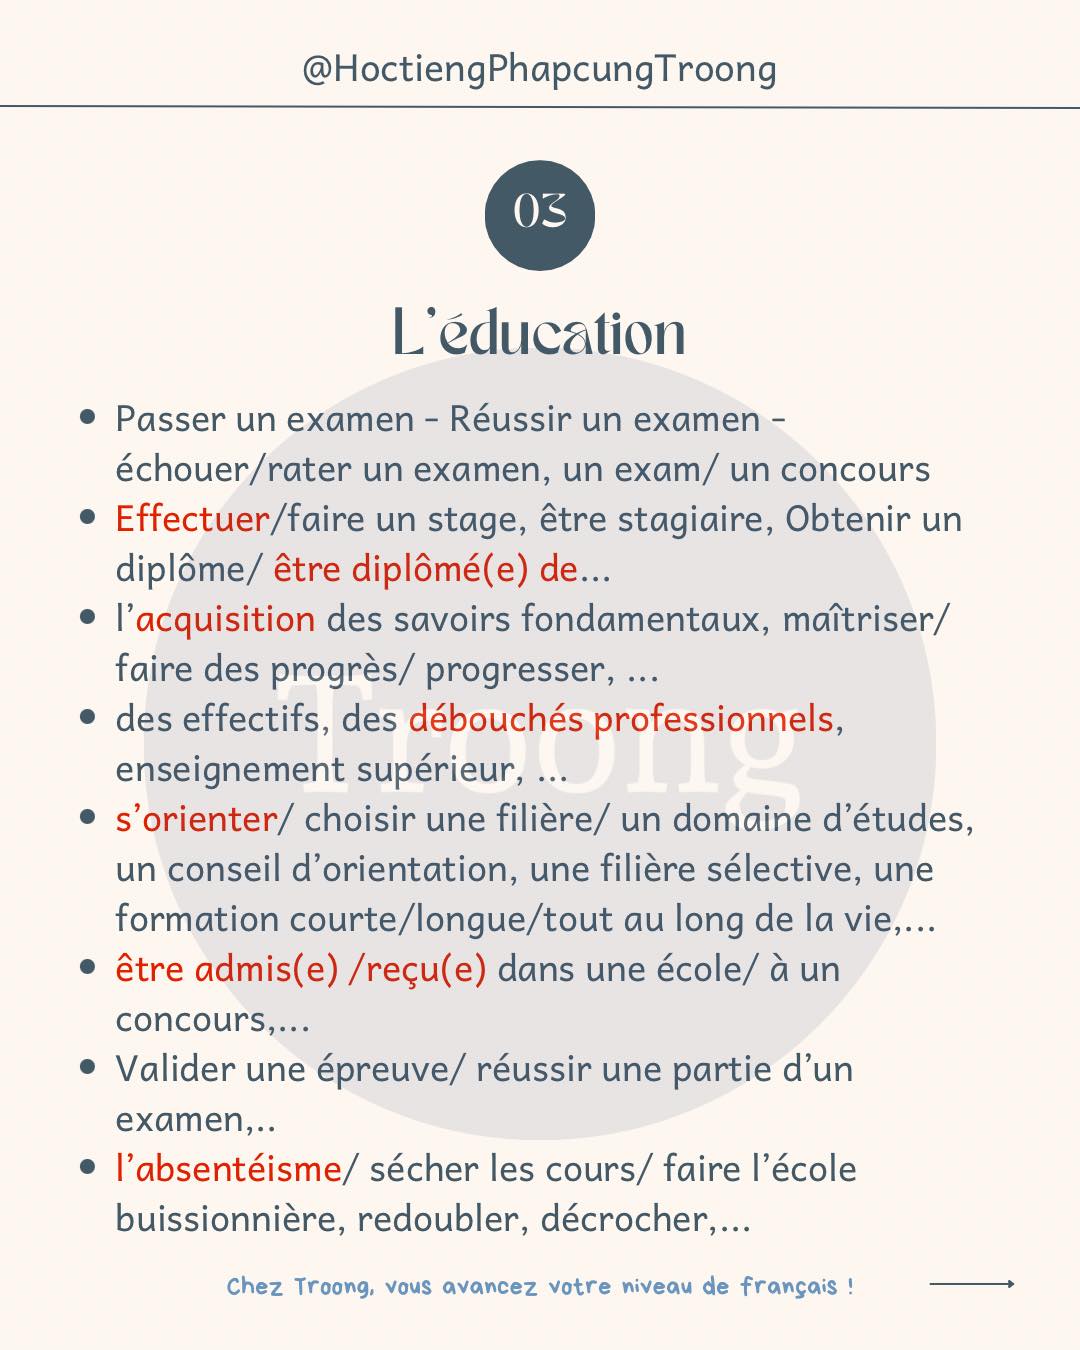 @HoctiengPhapcungTroong
03
L’éducation
• Passer un examen - Réussir un examen -
échouer/rater un examen, un exam/ un concours
• Effectuer/faire un stage, être stagiaire, Obtenir un
diplôme/ être diplômé(e) de...
• l’acquisition des savoirs fondamentaux, maîtriser/
faire des progrès/ progresser, ...
• des effectifs, des débouchés professionnels,
enseignement supérieur, ...
• s’orienter/ choisir une filière/ un domaine d’études,
un conseil d’orientation, une filière sélective, une
formation courte/longue/tout au long de la vie,...
• être admis(e) /reçu(e) dans une école/ à un
concours,...
• Valider une épreuve/ réussir une partie d’un
examen,..
• l’absentéisme/ sécher les cours/ faire l’école
buissionnière, redoubler, décrocher,...
Troong
Chez Troong, vous avancez votre niveau de français !